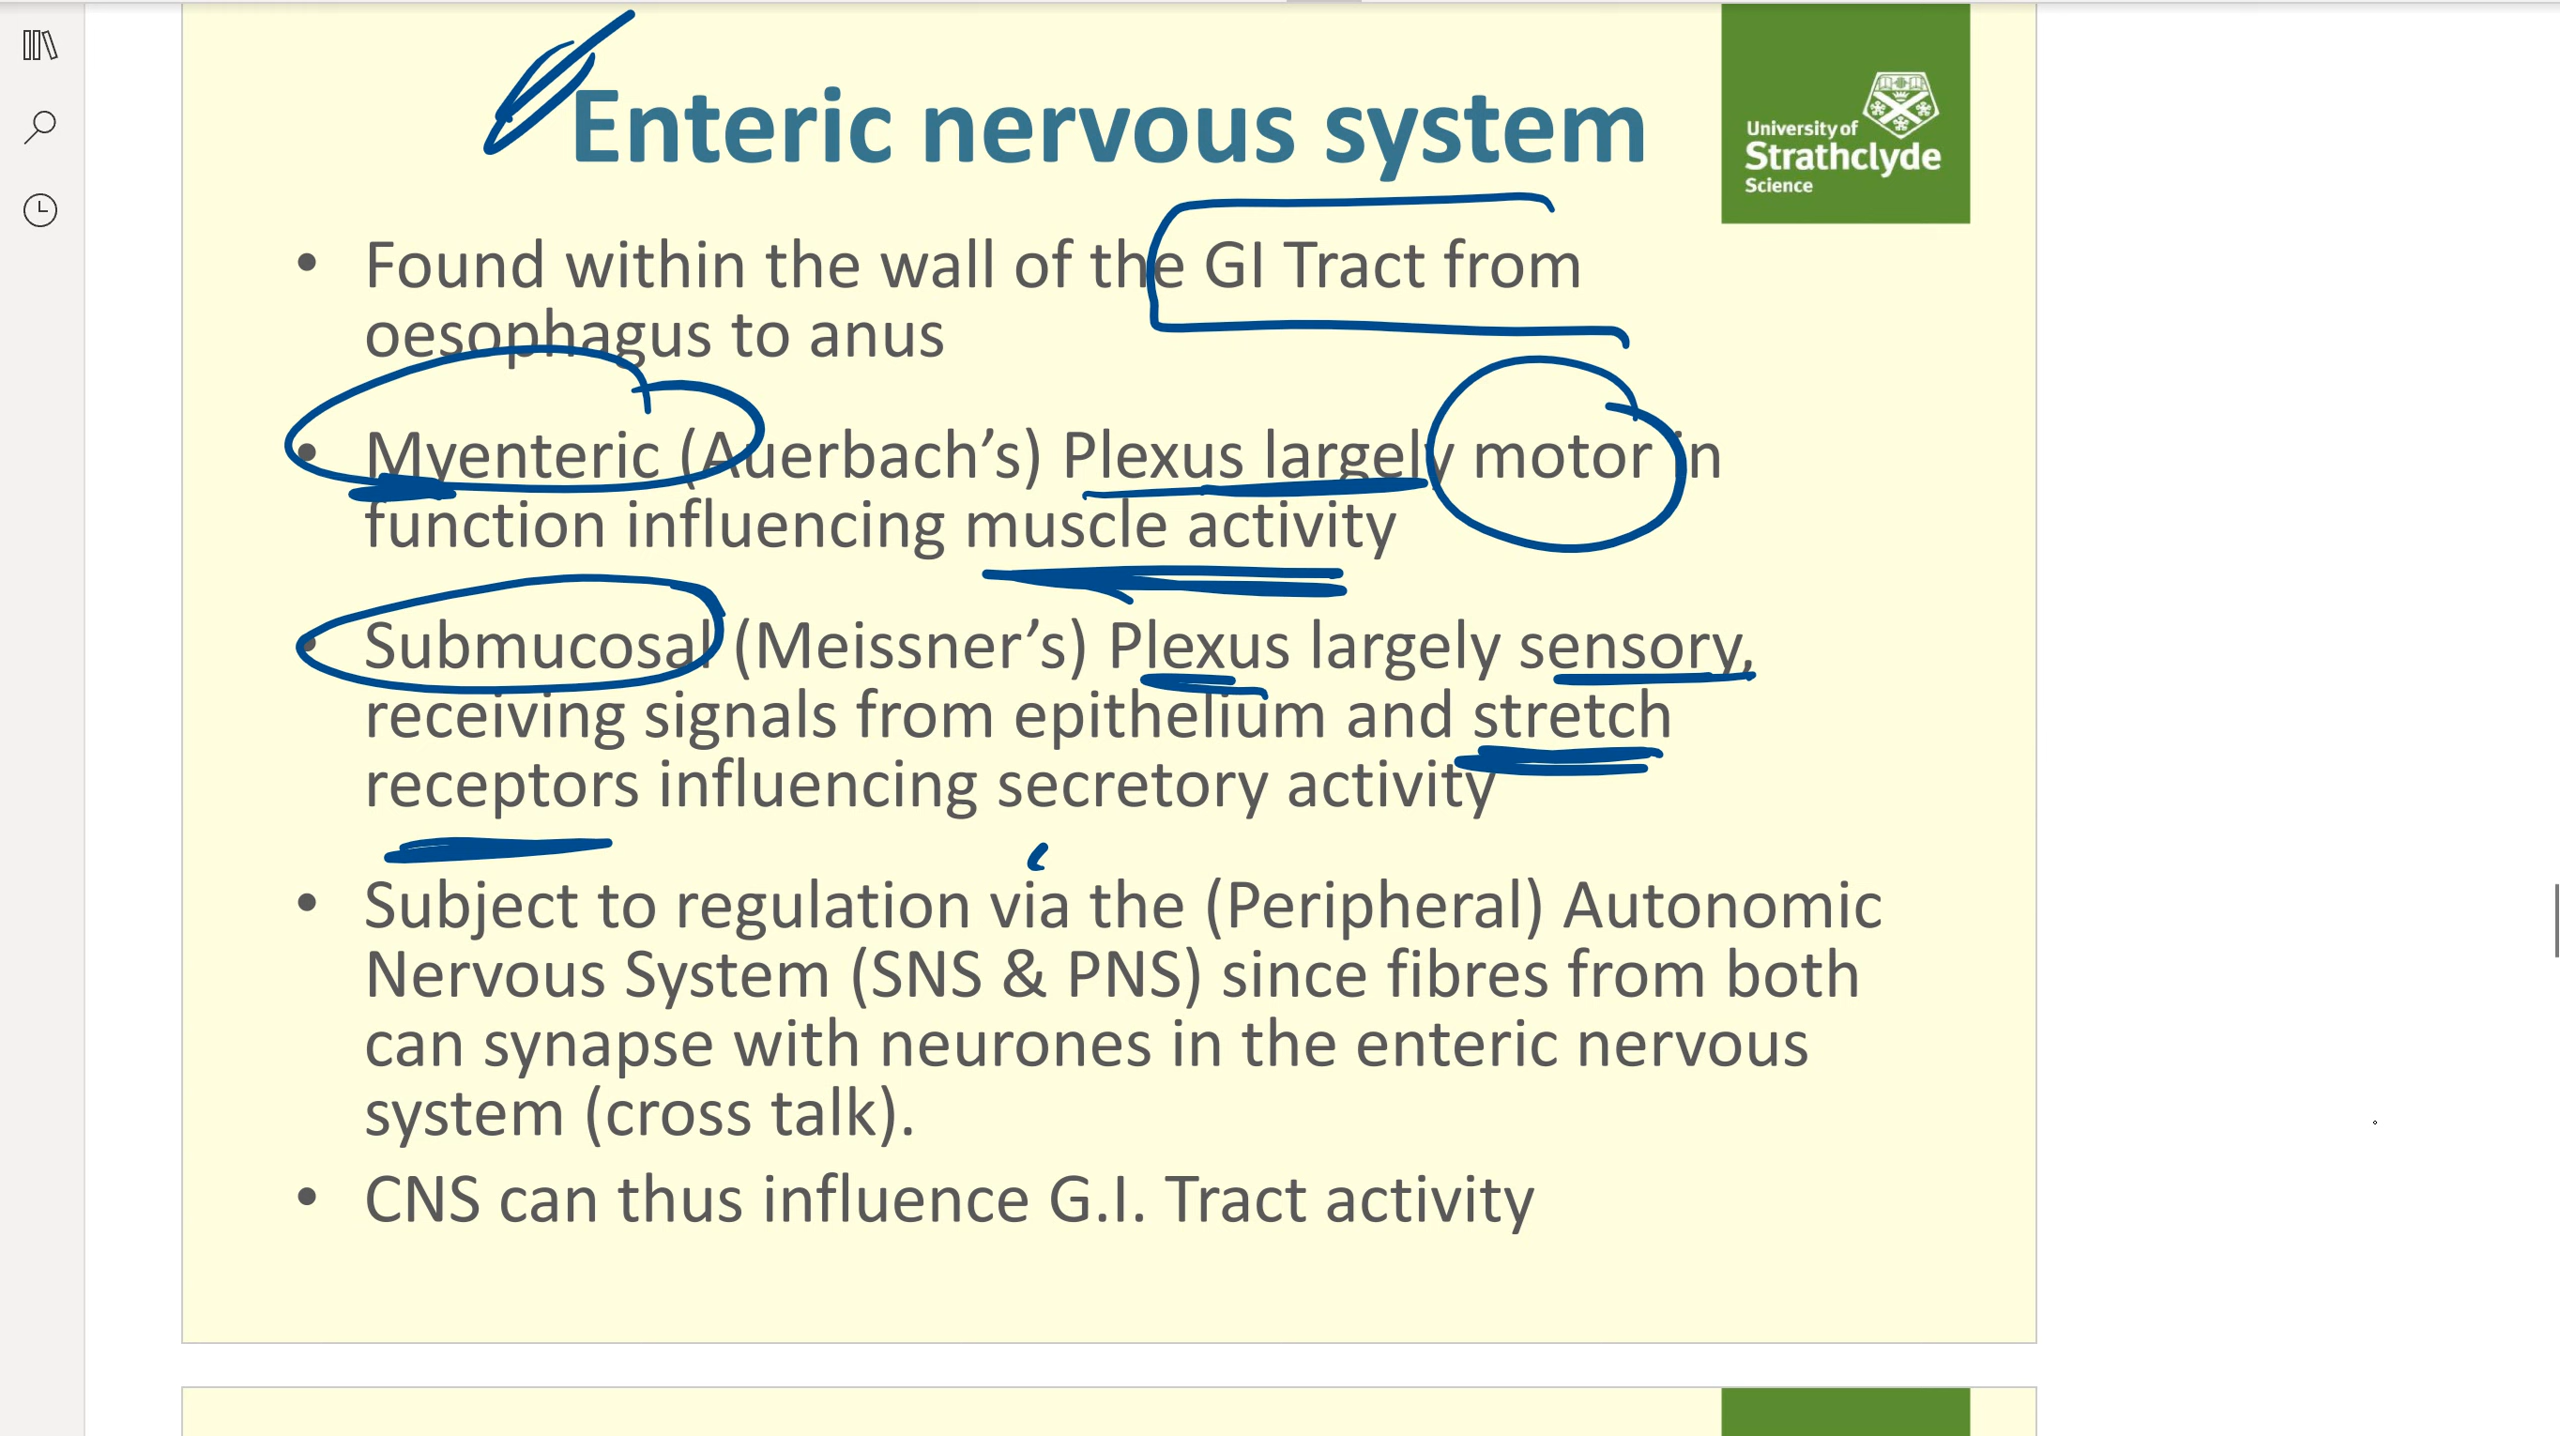 Enteric nervous system
University of
Strathclyde
Science
• Found within the wall of the GI Tract from
oesophagus to anus
• Myenteric (Auerbach’s) Plexus largely motor in
function influencing muscle activity
• Submucosal (Meissner’s) Plexus largely sensory,
receiving signals from epithelium and stretch
receptors influencing secretory activity
• Subject to regulation via the (Peripheral) Autonomic
Nervous System (SNS & PNS) since fibres from both
can synapse with neurones in the enteric nervous
system (cross talk).
• CNS can thus influence G.I. Tract activity